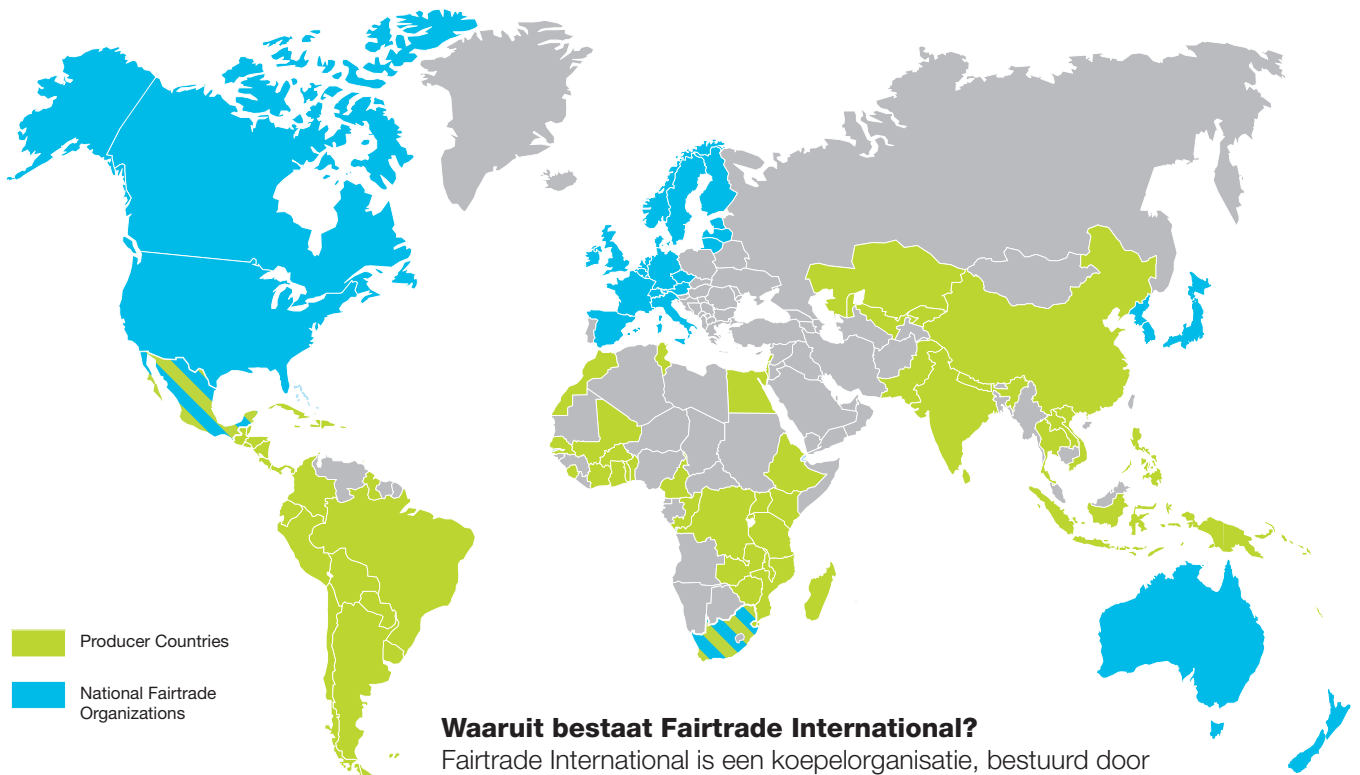 Producer Countries
National Fairtrade
Organizations
Waaruit bestaat Fairtrade International?
Fairtrade International is een koepelorganisatie, bestuurd door